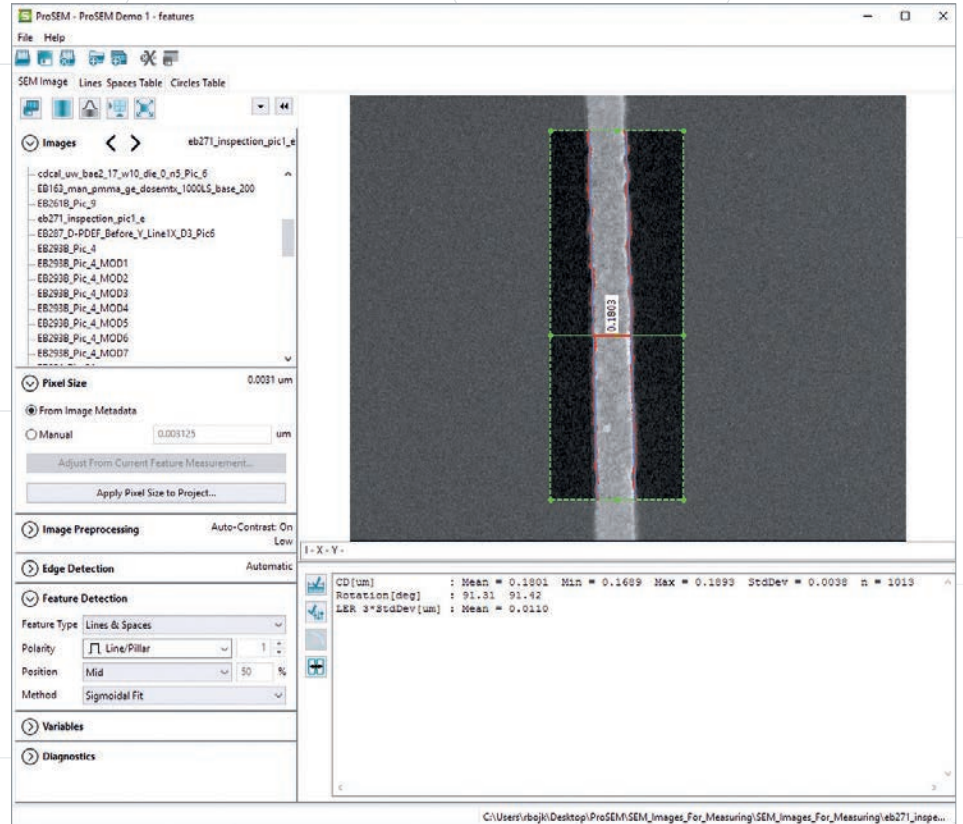 ProSEM - ProSEM Demo 1 - features
File Help
SEM Image Lines Spaces Table Circles Table
Images eb271_inspection_pic1_e
cdcal_uw_bae2_17_w10_die_0_n5_Pic_6
EB163_man_pmma_ge_dosemtx_1000LS_base_200
EB261B_Pic_9
eb271_inspection_pic1_e
EB287_D-PDEF_Before_Y_Line1X_D3_Pic6
EB293B_Pic_4
EB293B_Pic_4_MOD1
EB293B_Pic_4_MOD2
EB293B_Pic_4_MOD3
EB293B_Pic_4_MOD4
EB293B_Pic_4_MOD5
EB293B_Pic_4_MOD6
EB293B_Pic_4_MOD7
Pixel Size 0.0031 um
From Image Metadata
Manual 0.003125 um
Adjust From Current Feature Measurement...
Apply Pixel Size to Project...
Image Preprocessing Auto-Contrast: On
Low
Edge Detection Automatic
Feature Detection
Feature Type Lines & Spaces
Polarity Line/Pillar 1
Position Mid 50 %
Method Sigmoidal Fit
Variables
Diagnostics
0.1803
I - X - Y -
CD[um] : Mean = 0.1801 Min = 0.1689 Max = 0.1893 StdDev = 0.0038 n = 1013
Rotation[deg] : 91.31 91.42
LER 3*StdDev[um] : Mean = 0.0110
C:\Users\rbojk\Desktop\ProSEM\SEM_Images_For_Measuring\SEM_Images_For_Measuring\eb271_inspe...